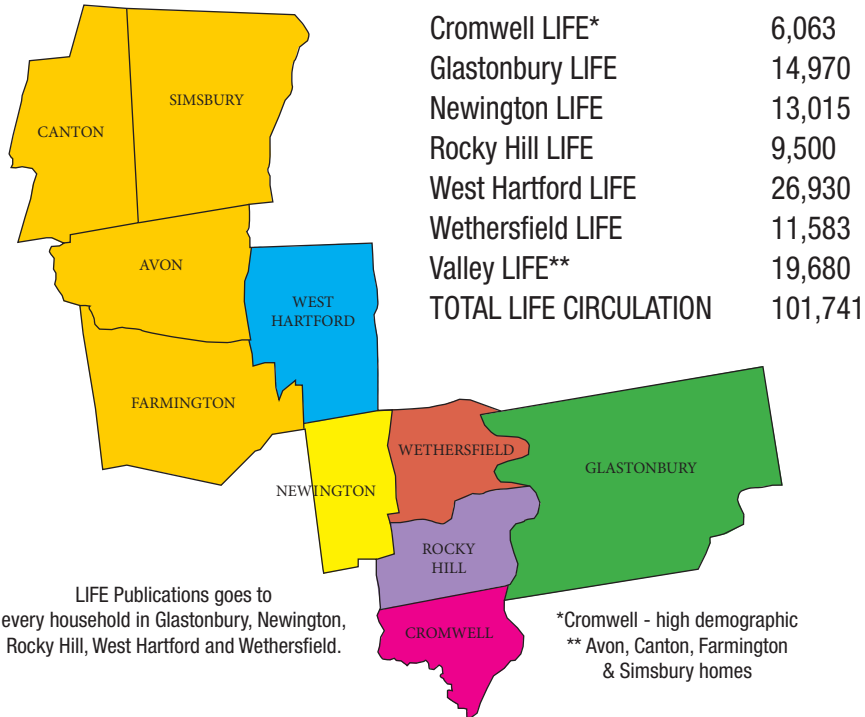 Cromwell LIFE* 6,063
Glastonbury LIFE 14,970
Newington LIFE 13,015
Rocky Hill LIFE 9,500
West Hartford LIFE 26,930
Wethersfield LIFE 11,583
Valley LIFE** 19,680
TOTAL LIFE CIRCULATION 101,741
SIMSBURY
CANTON
AVON
WEST
HARTFORD
FARMINGTON
WETHERSFIELD
GLASTONBURY
NEWINGTON
ROCKY
HILL
CROMWELL
LIFE Publications goes to
every household in Glastonbury, Newington,
Rocky Hill, West Hartford and Wethersfield.
*Cromwell - high demographic
** Avon, Canton, Farmington
& Simsbury homes